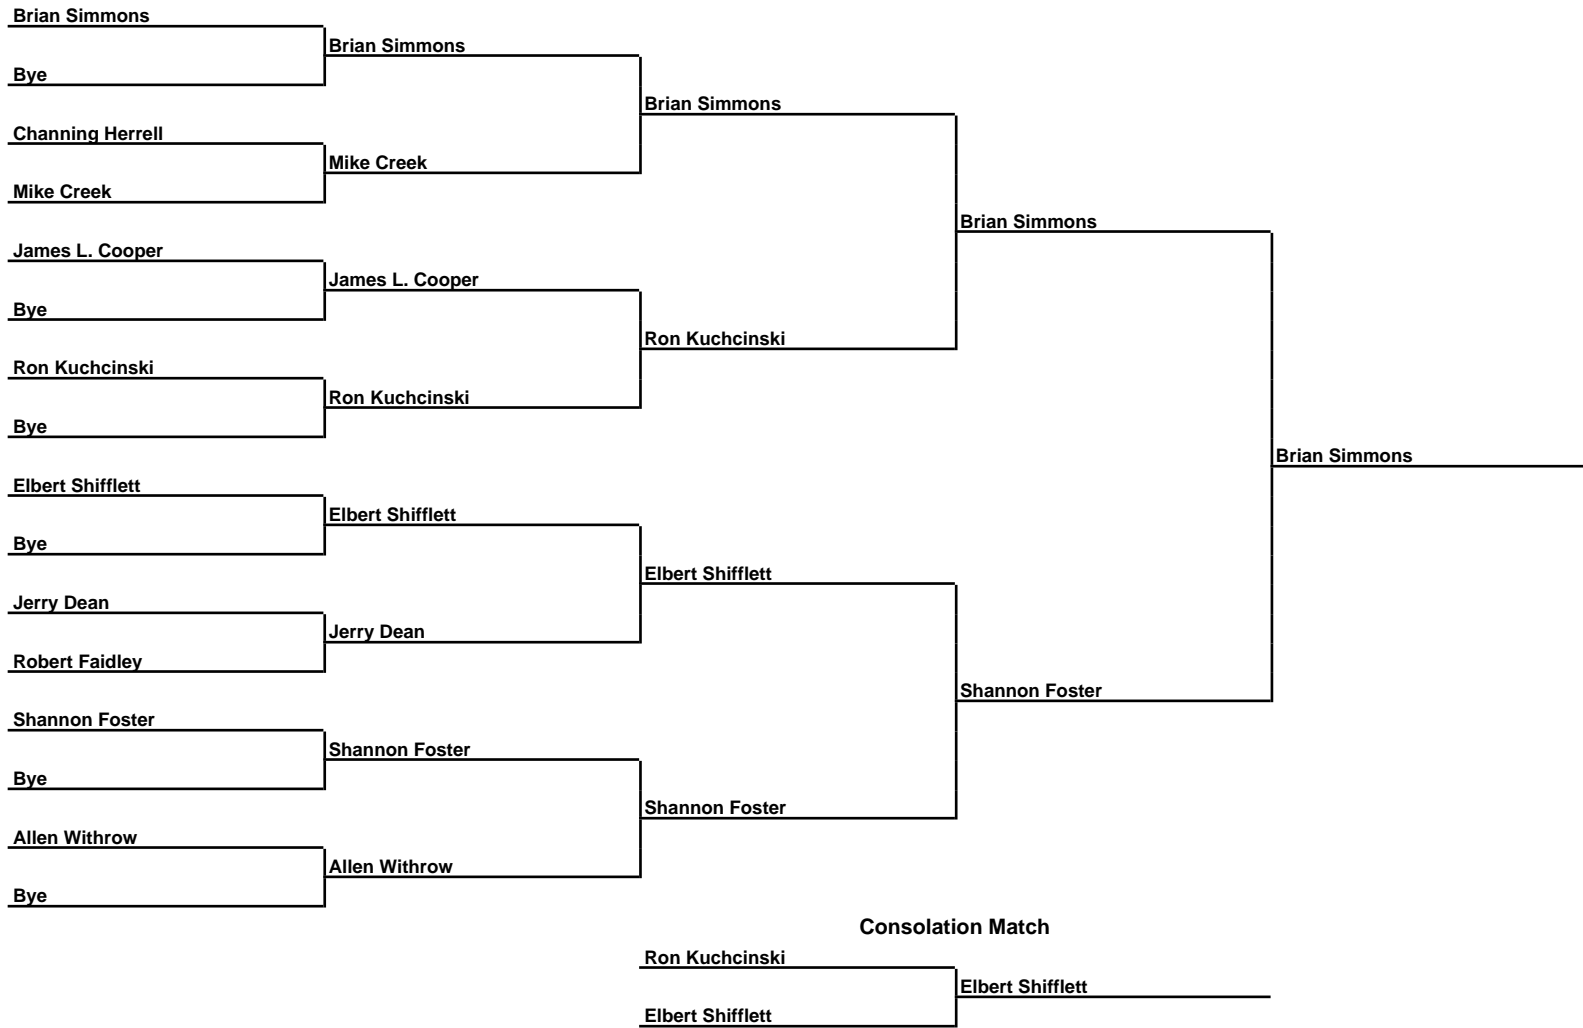 Brian Simmons
Bye
Channing Herrell
Mike Creek
James L. Cooper
Bye
Ron Kuchcinski
Bye
Elbert Shifflett
Bye
Jerry Dean
Robert Faidley
Shannon Foster
Bye
Allen Withrow
Bye
Brian Simmons
Mike Creek
James L. Cooper
Ron Kuchcinski
Elbert Shifflett
Jerry Dean
Shannon Foster
Allen Withrow
Brian Simmons
Ron Kuchcinski
Elbert Shifflett
Shannon Foster
Brian Simmons
Shannon Foster
Brian Simmons
Consolation Match
Ron Kuchcinski
Elbert Shifflett
Elbert Shifflett